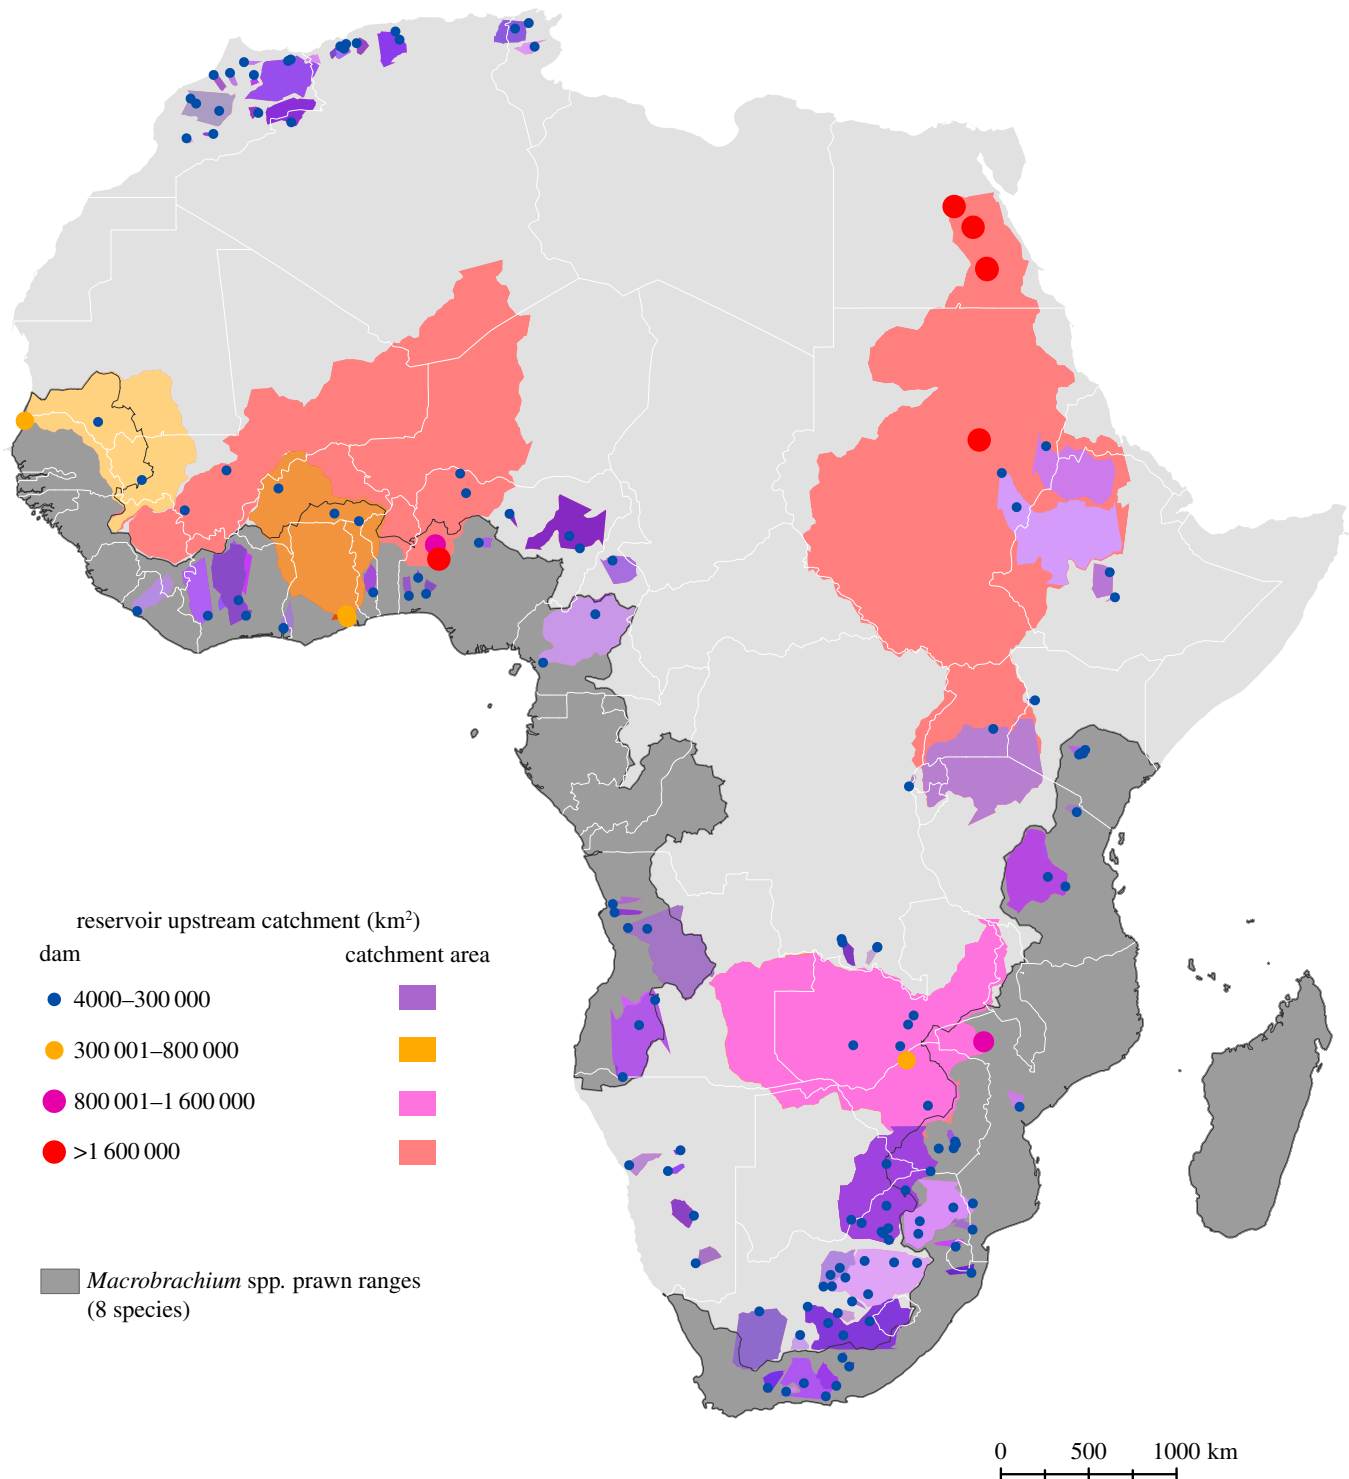 reservoir upstream catchment (km²)
dam catchment area
4000–300 000
300 001–800 000
800 001–1 600 000
>1 600 000
Macrobrachium spp. prawn ranges
(8 species)
0 500 1000 km